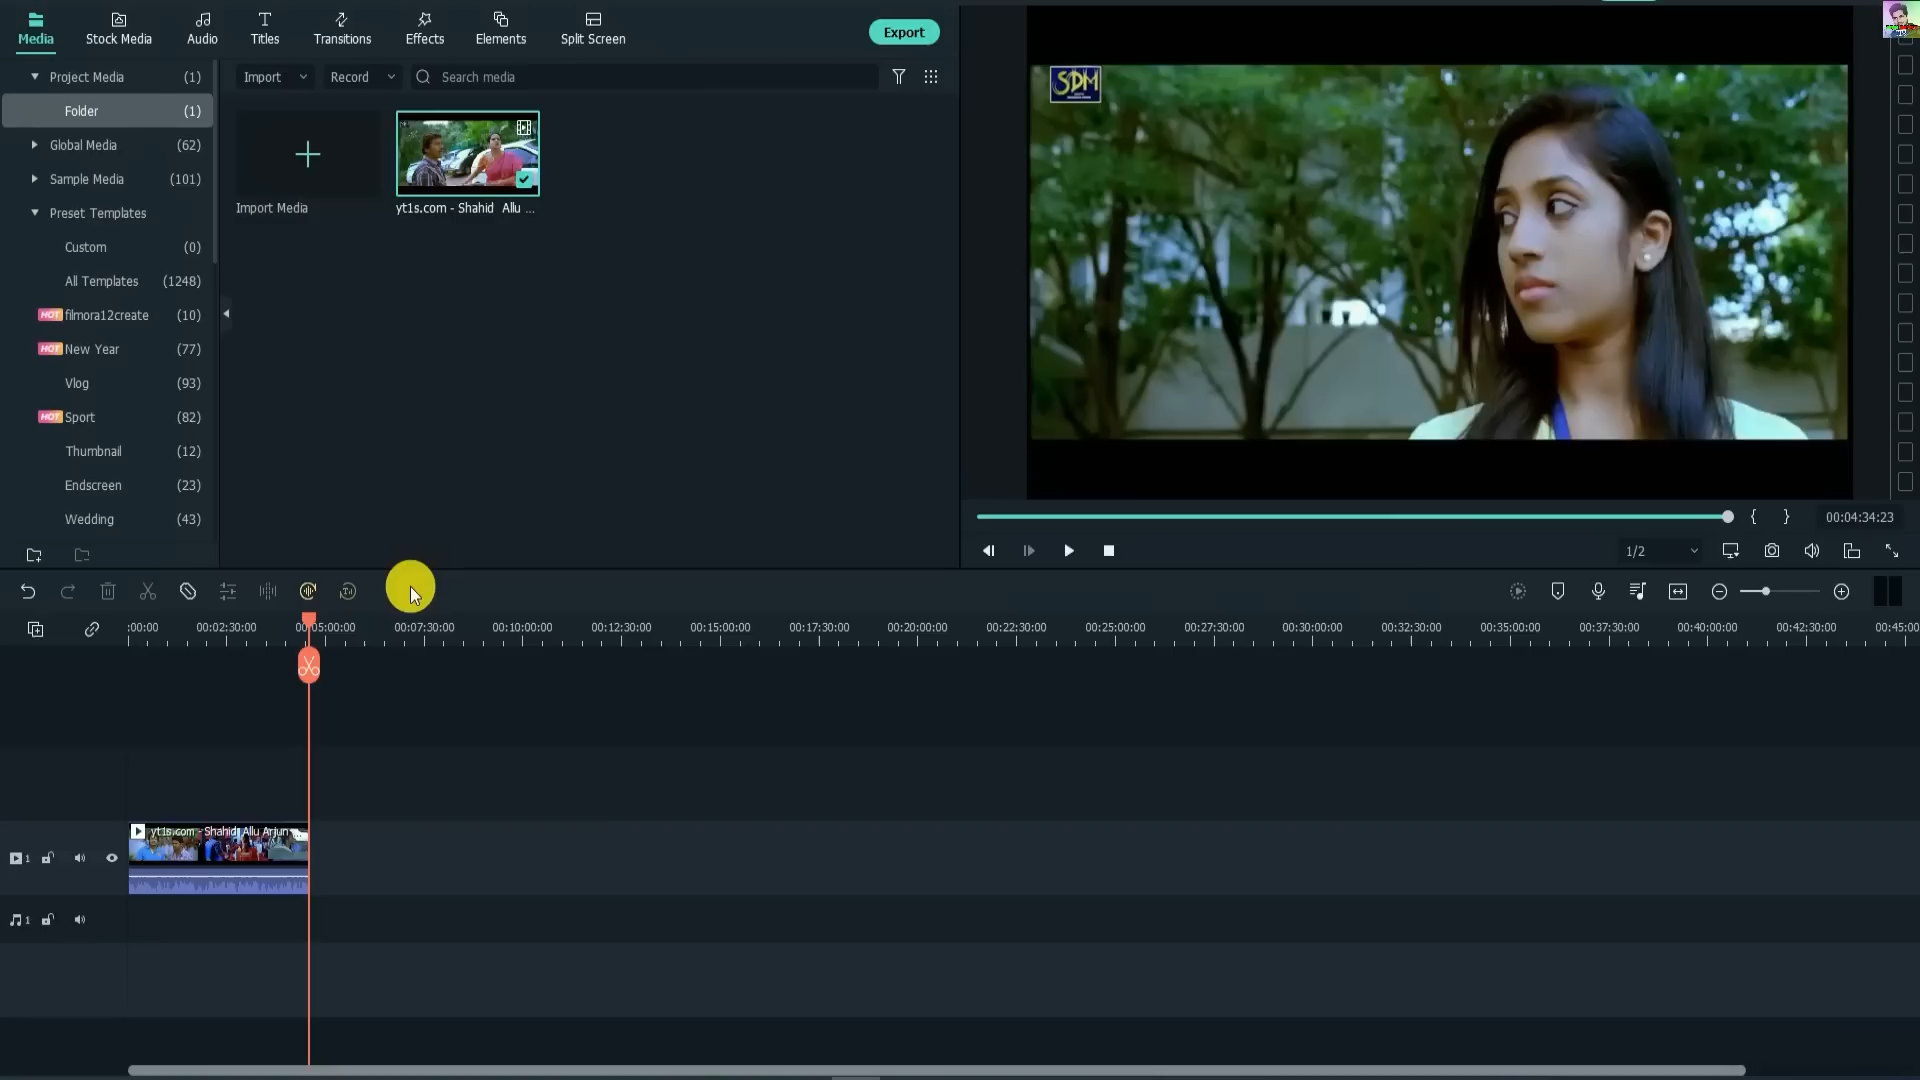 Media
Stock Media
Audio
Titles
Transitions
Effects
Elements
Split Screen
Export
Project Media (1)
Folder (1)
Global Media (62)
Sample Media (101)
Preset Templates
Custom (0)
All Templates (1248)
HOT filmora12create (10)
HOT New Year (77)
Vlog (93)
HOT Sport (82)
Thumbnail (12)
Endscreen (23)
Wedding (43)
Import
Record
Search media
Import Media
yt1s.com - Shahid Allu ...
SDM
{ } 00:04:34:23
1/2
:00:00 00:02:30:00 00:05:00:00 00:07:30:00 00:10:00:00 00:12:30:00 00:15:00:00 00:17:30:00 00:20:00:00 00:22:30:00 00:25:00:00 00:27:30:00 00:30:00:00 00:32:30:00 00:35:00:00 00:37:30:00 00:40:00:00 00:42:30:00 00:45:00
yt1s.com - Shahid Allu Arjun
1
1